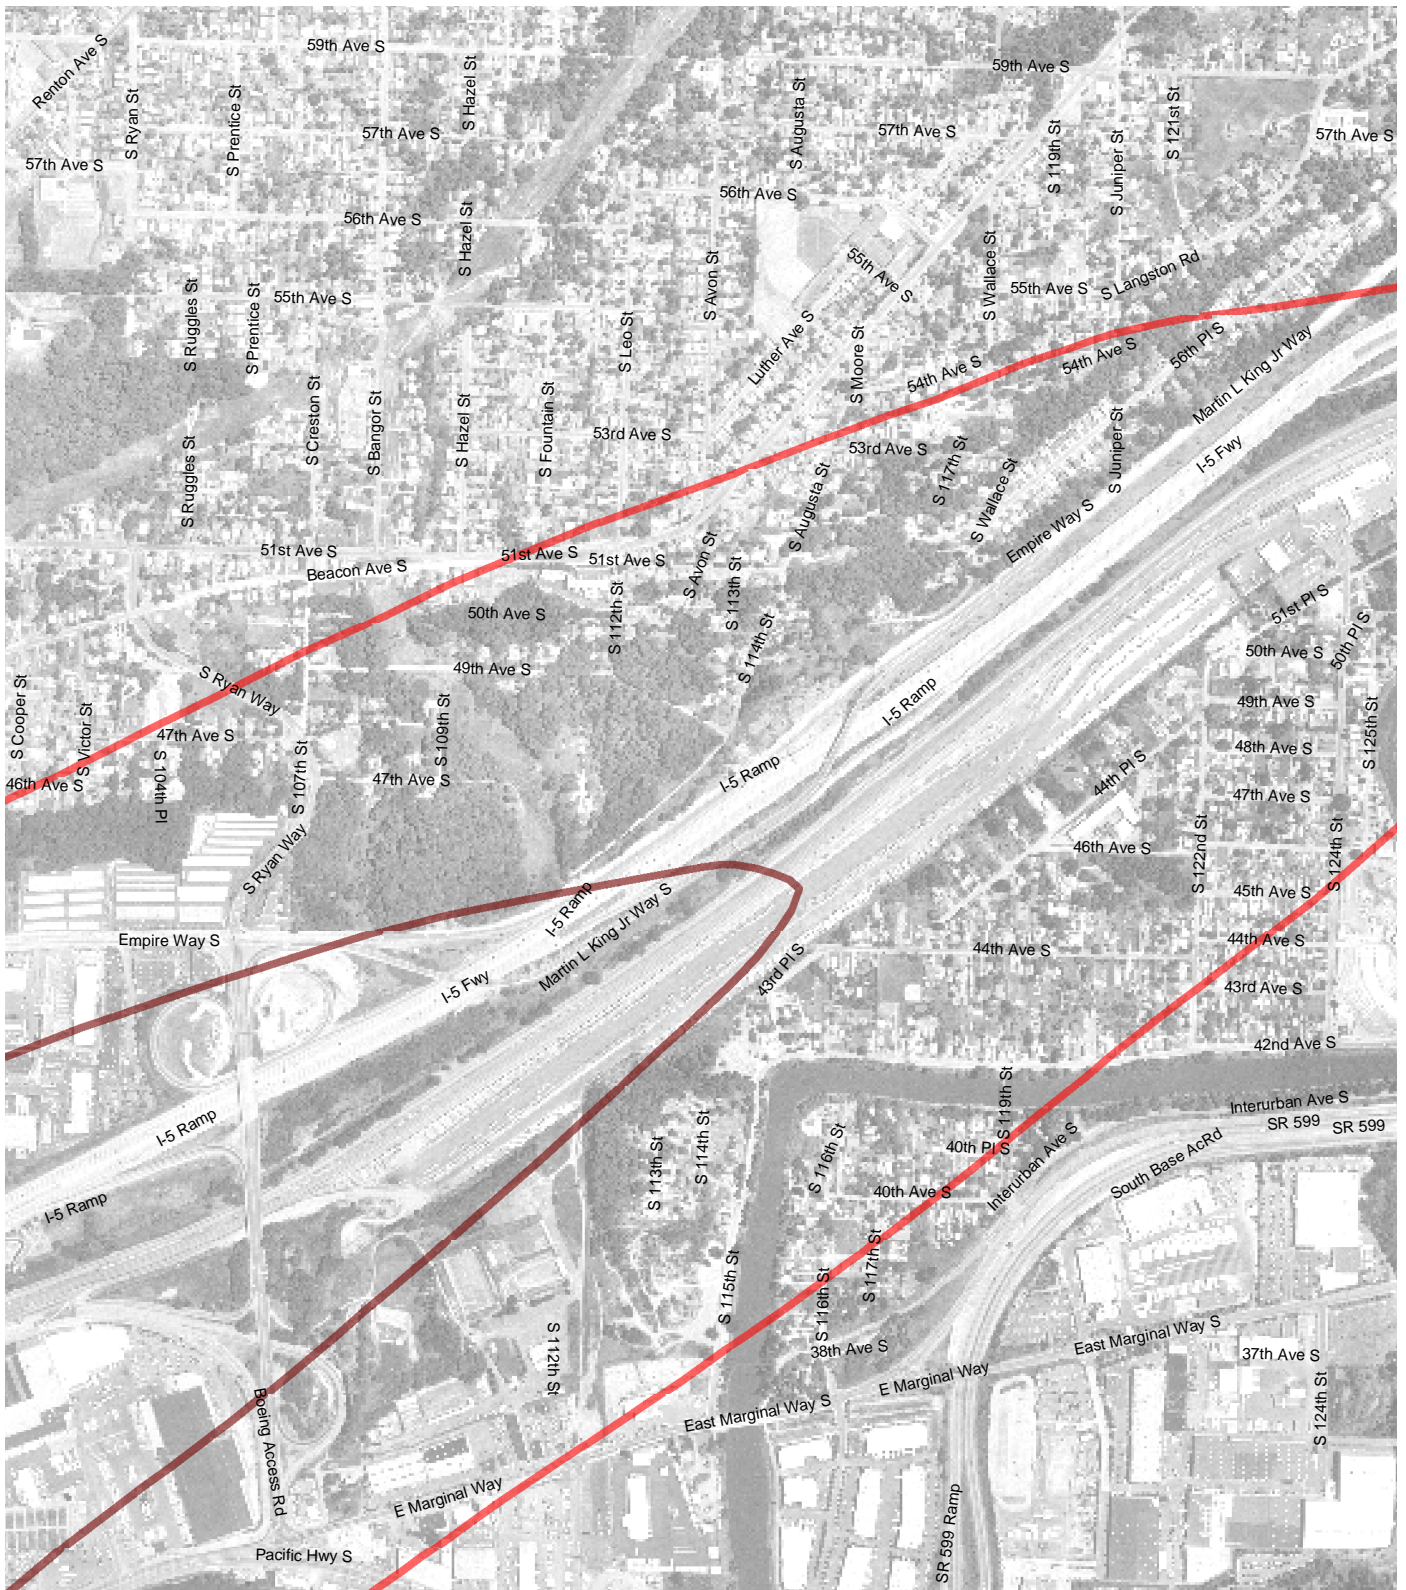 59th Ave S
Renton Ave S
59th Ave S
S Hazel St
S Augusta St
S Ryan St
S Prentice St
S 121st St
57th Ave S
57th Ave S
57th Ave S
S 119th St
S Juniper St
57th Ave S
56th Ave S
56th Ave S
S Hazel St
S Wallace St
S Avon St
55th Ave S
S Langston Rd
S Ruggles St
S Prentice St
55th Ave S
55th Ave S
S Leo St
Luther Ave S
S Moore St
54th Ave S
54th Ave S
56th Pl S
Martin L King Jr Way
S Creston St
S Bangor St
S Hazel St
S Fountain St
53rd Ave S
53rd Ave S
S Ruggles St
S Augusta St
S 117th St
S Wallace St
S Juniper St
I-5 Fwy
Empire Way S
51st Ave S
51st Ave S
51st Ave S
Beacon Ave S
S Avon St
S 113th St
50th Ave S
S 112th St
S 114th St
51st Pl S
50th Pl S
50th Ave S
49th Ave S
S Ryan Way
S Cooper St
S Victor St
S 109th St
I-5 Ramp
49th Ave S
S 125th St
47th Ave S
48th Ave S
46th Ave S
S 104th Pl
S 107th St
47th Ave S
I-5 Ramp
44th Pl S
47th Ave S
S Ryan Way
46th Ave S
S 122nd St
S 124th St
45th Ave S
I-5 Ramp
Martin L King Jr Way S
Empire Way S
44th Ave S
44th Ave S
43rd Pl S
I-5 Fwy
43rd Ave S
42nd Ave S
I-5 Ramp
S 119th St
Interurban Ave S
SR 599
SR 599
S 113th St
S 114th St
S 116th St
40th Pl S
Interurban Ave S
South Base AcRd
I-5 Ramp
40th Ave S
S 115th St
S 117th St
S 116th St
S 112th St
38th Ave S
East Marginal Way S
37th Ave S
E Marginal Way
S 124th St
Boeing Access Rd
East Marginal Way S
E Marginal Way
SR 599 Ramp
Pacific Hwy S